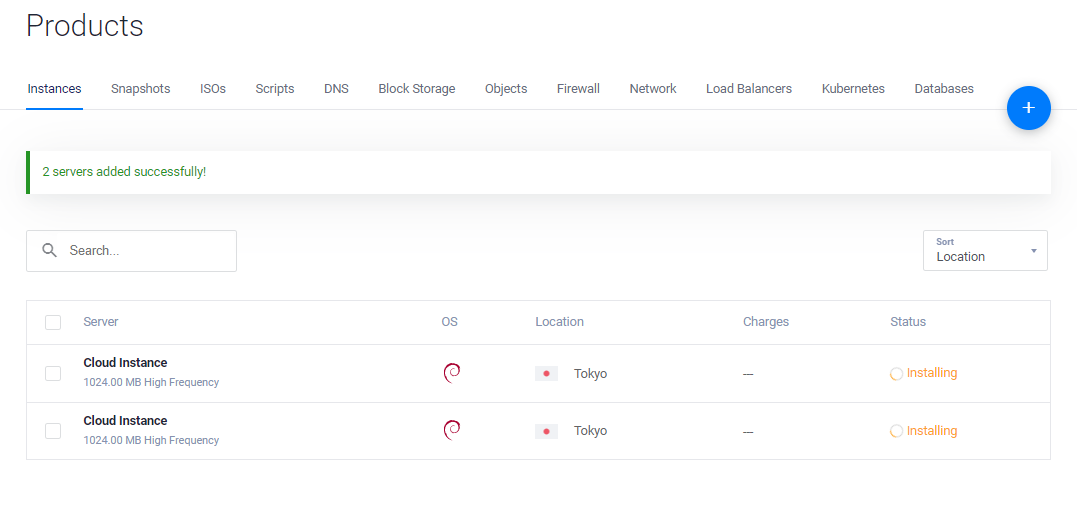 Products
Instances Snapshots ISOs Scripts DNS Block Storage Objects Firewall Network Load Balancers Kubernetes Databases
+
2 servers added successfully!
Search...
Sort
Location
Server OS Location Charges Status
Cloud Instance
1024.00 MB High Frequency
Tokyo --- Installing
Cloud Instance
1024.00 MB High Frequency
Tokyo --- Installing